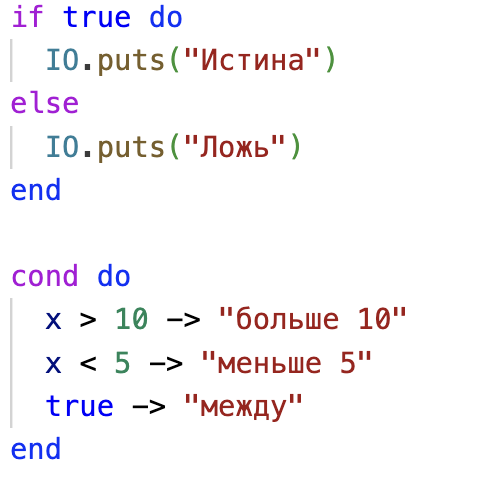 if true do
  IO.puts("Истина")
else
  IO.puts("Ложь")
end

cond do
  x > 10 -> "больше 10"
  x < 5 -> "меньше 5"
  true -> "между"
end